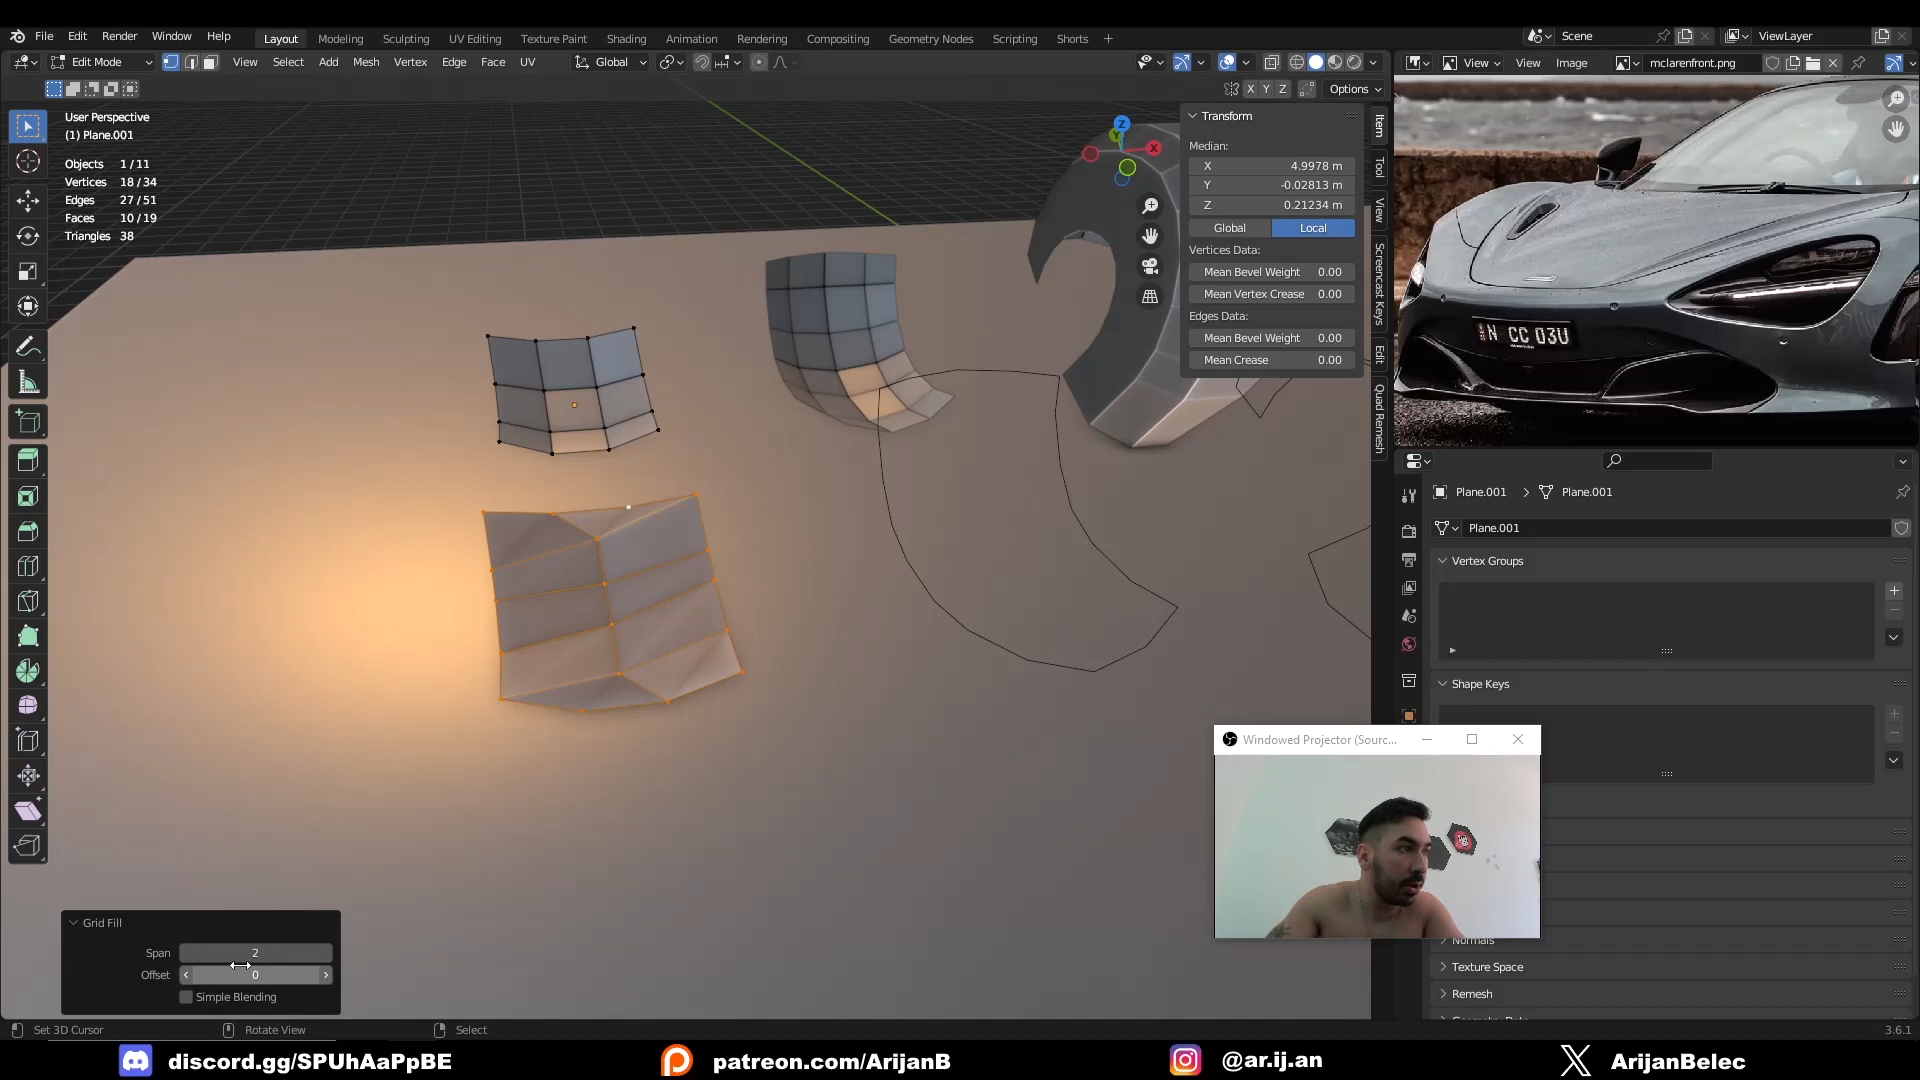 File Edit Render Window Help Layout Modeling Sculpting UV Editing Texture Paint Shading Animation Rendering Compositing Geometry Nodes Scripting Shorts + Scene ViewLayer
Edit Mode View Select Add Mesh Vertex Edge Face UV Global View View Image mclarenfront.png
X Y Z Options
User Perspective
(1) Plane.001
Objects 1/11
Vertices 18/34
Edges 27/51
Faces 10/19
Triangles 38
Z
Y
X
Transform
Median:
X 4.9978 m
Y -0.02813 m
Z 0.21234 m
Global Local
Vertices Data:
Mean Bevel Weight 0.00
Mean Vertex Crease 0.00
Edges Data:
Mean Bevel Weight 0.00
Mean Crease 0.00
Item
Tool
View
Screencast Keys
Edit
Quad Remesh
N CC 03U
Plane.001 > Plane.001
Plane.001
Vertex Groups
Shape Keys
Windowed Projector (Sourc...
Normals
Texture Space
Remesh
Grid Fill
Span 2
Offset 0
Simple Blending
Set 3D Cursor Rotate View Select 3.6.1
discord.gg/SPUhAaPpBE patreon.com/ArijanB @ar.ij.an ArijanBelec